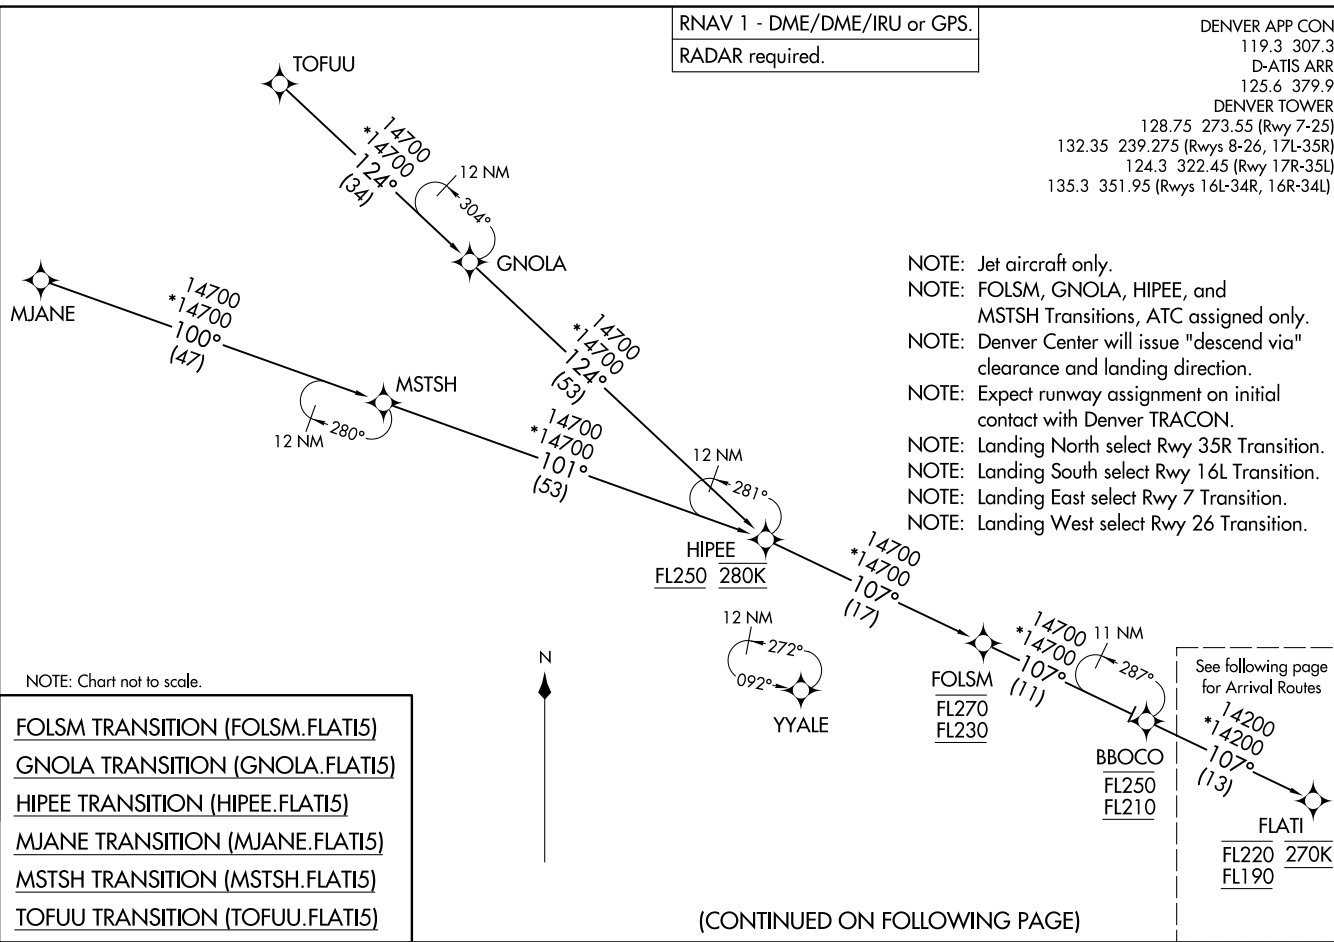 RNAV 1 - DME/DME/IRU or GPS.
RADAR required.
DENVER APP CON
119.3 307.3
D-ATIS ARR
125.6 379.9
DENVER TOWER
128.75 273.55 (Rwy 7-25)
132.35 239.275 (Rwys 8-26, 17L-35R)
124.3 322.45 (Rwy 17R-35L)
135.3 351.95 (Rwys 16L-34R, 16R-34L)
TOFUU
14700
*14700
124°
(34)
12 NM
304°
GNOLA
MJANE
14700
*14700
100°
(47)
MSTSH
12 NM
280°
14700
*14700
124°
(53)
14700
*14700
101°
(53)
12 NM
281°
HIPEE
FL250 280K
NOTE: Jet aircraft only.
NOTE: FOLSM, GNOLA, HIPEE, and
MSTSH Transitions, ATC assigned only.
NOTE: Denver Center will issue "descend via"
clearance and landing direction.
NOTE: Expect runway assignment on initial
contact with Denver TRACON.
NOTE: Landing North select Rwy 35R Transition.
NOTE: Landing South select Rwy 16L Transition.
NOTE: Landing East select Rwy 7 Transition.
NOTE: Landing West select Rwy 26 Transition.
14700
*14700
107°
(17)
12 NM
272°
092°
YYALE
FOLSM
FL270
FL230
14700
*14700
107°
(11)
11 NM
287°
BBOCO
FL250
FL210
See following page
for Arrival Routes
14200
*14200
107°
(13)
FLATI
FL220 270K
FL190
N
NOTE: Chart not to scale.
FOLSM TRANSITION (FOLSM.FLATI5)
GNOLA TRANSITION (GNOLA.FLATI5)
HIPEE TRANSITION (HIPEE.FLATI5)
MJANE TRANSITION (MJANE.FLATI5)
MSTSH TRANSITION (MSTSH.FLATI5)
TOFUU TRANSITION (TOFUU.FLATI5)
(CONTINUED ON FOLLOWING PAGE)